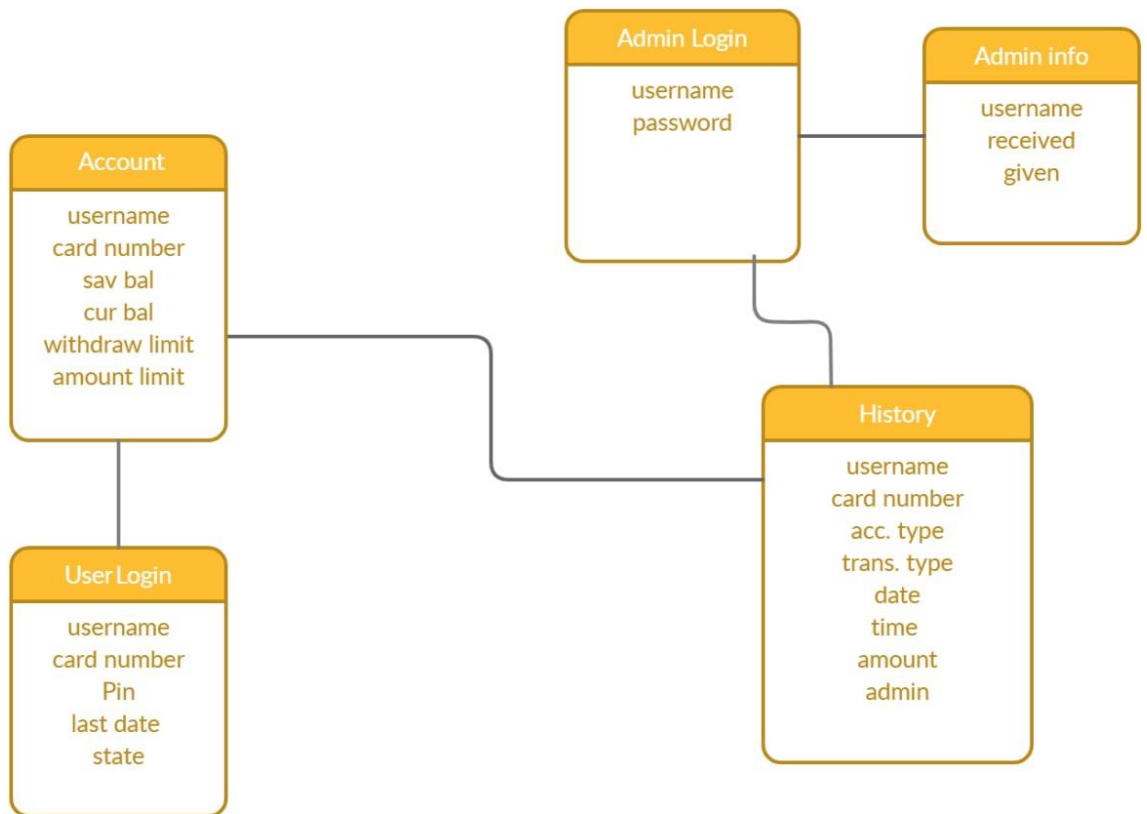 Admin Login
username
password
Admin info
username
received
given
Account
username
card number
sav bal
cur bal
withdraw limit
amount limit
History
username
card number
acc. type
trans. type
date
time
amount
admin
User Login
username
card number
Pin
last date
state